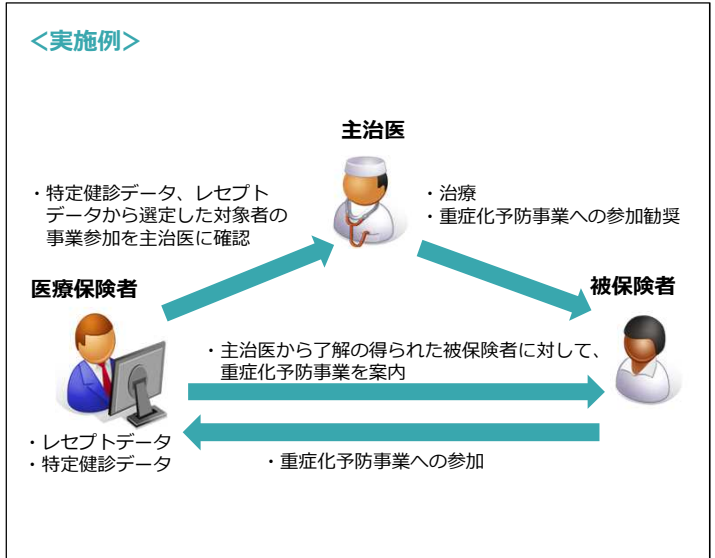 ＜実施例＞
主治医
・特定健診データ、レセプト
データから選定した対象者の
事業参加を主治医に確認
・治療
・重症化予防事業への参加勧奨
医療保険者
被保険者
・主治医から了解の得られた被保険者に対して、
重症化予防事業を案内
・レセプトデータ
・特定健診データ
・重症化予防事業への参加